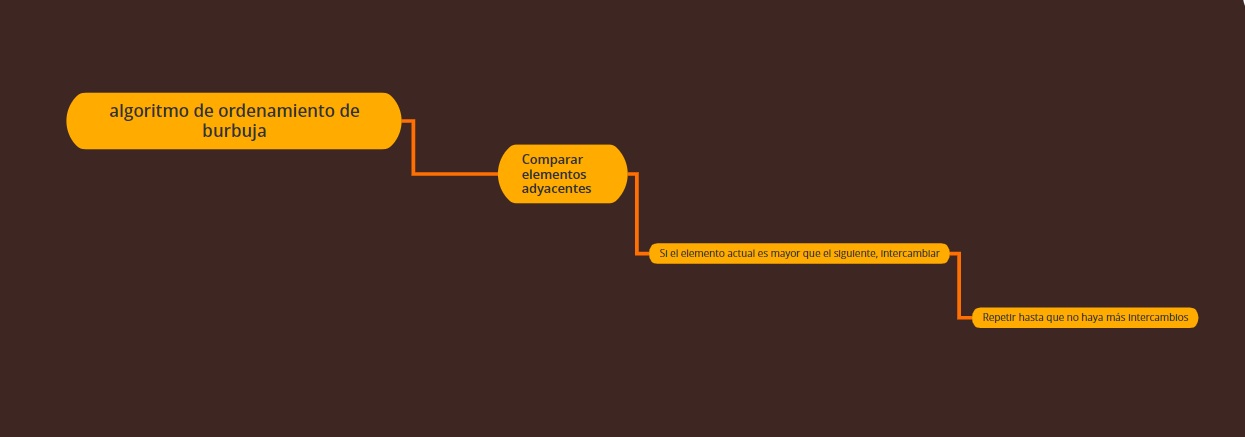 algoritmo de ordenamiento de
burbuja
Comparar
elementos
adyacentes
Si el elemento actual es mayor que el siguiente, intercambiar
Repetir hasta que no haya más intercambios